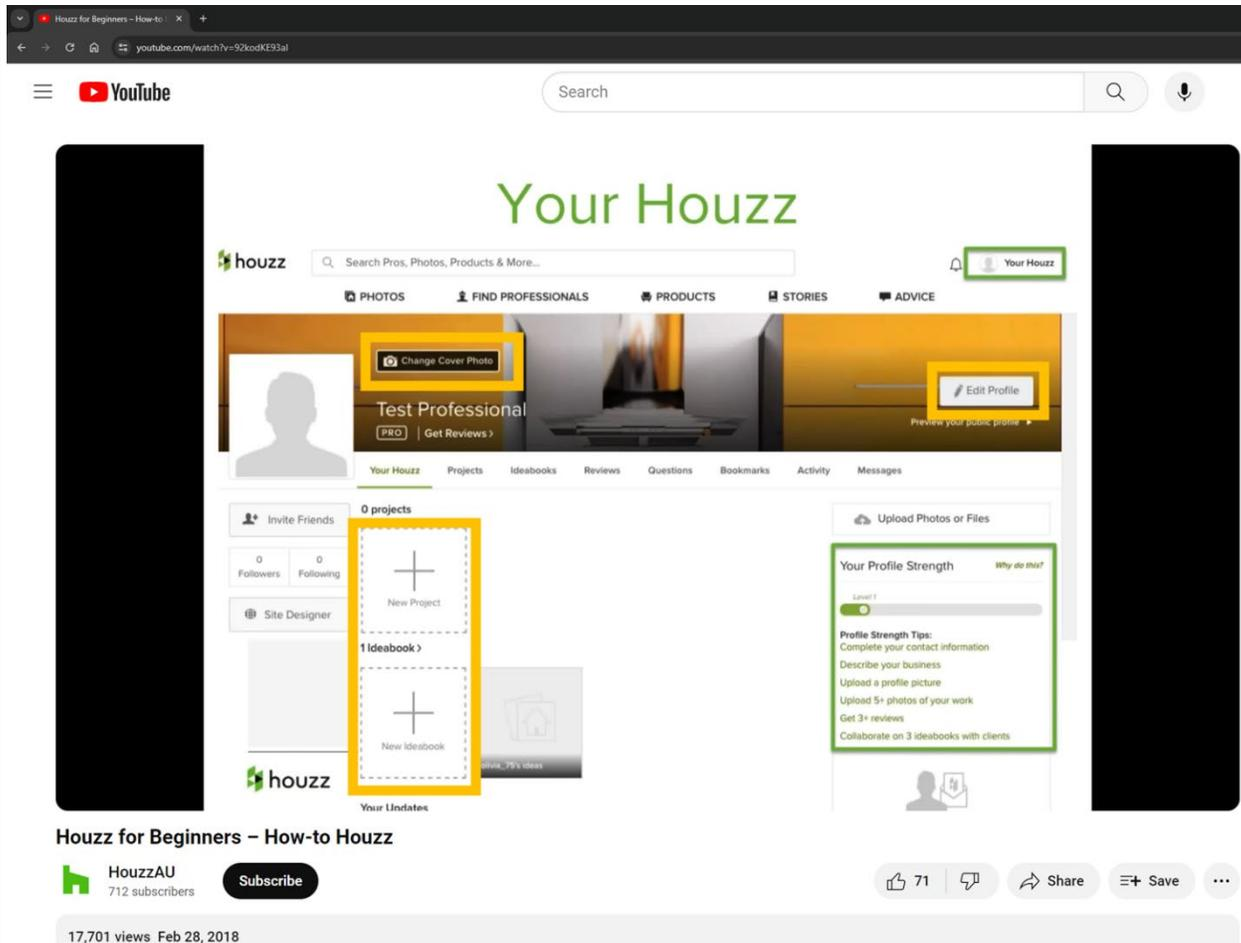 Houzz for Beginners – How-to
youtube.com/watch?v=92kodKE93aI
YouTube
Search
Your Houzz
houzz
Search Pros, Photos, Products & More...
Your Houzz
PHOTOS FIND PROFESSIONALS PRODUCTS STORIES ADVICE
Change Cover Photo
Edit Profile
Test Professional
PRO | Get Reviews >
Preview your public profile
Your Houzz Projects Ideabooks Reviews Questions Bookmarks Activity Messages
Invite Friends
0 Followers
0 Following
Site Designer
houzz
0 projects
New Project
1 Ideabook >
New Ideabook
olivia_75's ideas
Your Updates
Upload Photos or Files
Your Profile Strength Why do this?
Level 1
Profile Strength Tips:
Complete your contact information
Describe your business
Upload a profile picture
Upload 5+ photos of your work
Get 3+ reviews
Collaborate on 3 ideabooks with clients
Houzz for Beginners – How-to Houzz
HouzzAU
712 subscribers
Subscribe
71
Share
Save
17,701 views Feb 28, 2018